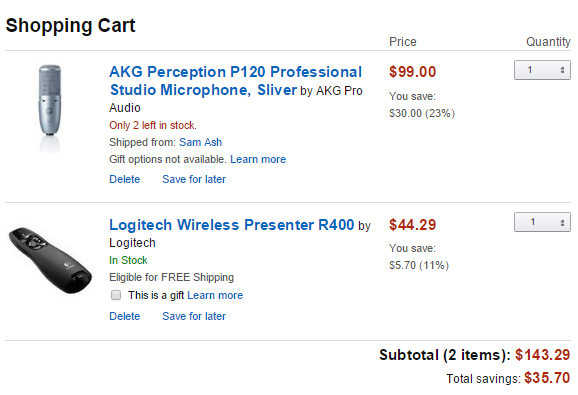 Shopping Cart
Price Quantity
AKG Perception P120 Professional
Studio Microphone, Sliver by AKG Pro
Audio
Only 2 left in stock.
Shipped from: Sam Ash
Gift options not available. Learn more
Delete Save for later
$99.00
You save:
$30.00 (23%)
1
Logitech Wireless Presenter R400 by
Logitech
In Stock
Eligible for FREE Shipping
This is a gift Learn more
Delete Save for later
$44.29
You save:
$5.70 (11%)
1
Subtotal (2 items): $143.29
Total savings: $35.70